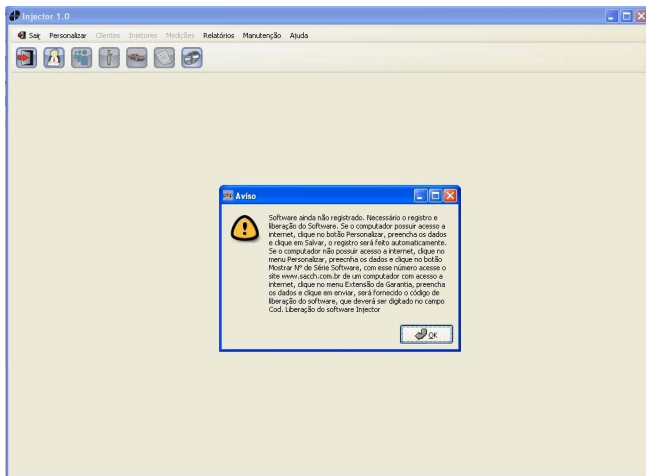 Injector 1.0
Sair Personalizar Clientes Injetores Medições Relatórios Manutenção Ajuda
Aviso
Software ainda não registrado. Necessário o registro e
liberação do Software. Se o computador possuir acesso a
internet, clique no botão Personalizar, preencha os dados
e clique em Salvar, o registro será feito automaticamente.
Se o computador não possuir acesso a internet, clique no
menu Personalizar, preecnha os dados e clique no botão
Mostrar Nº de Série Software, com esse número acesse o
site www.sacch.com.br de um computador com acesso a
internet, clique no menu Extensão da Garantia, preencha
os dados e clique em enviar, será fornecido o código de
liberação do software, que deverá ser digitado no campo
Cod. Liberação do software Injector
OK